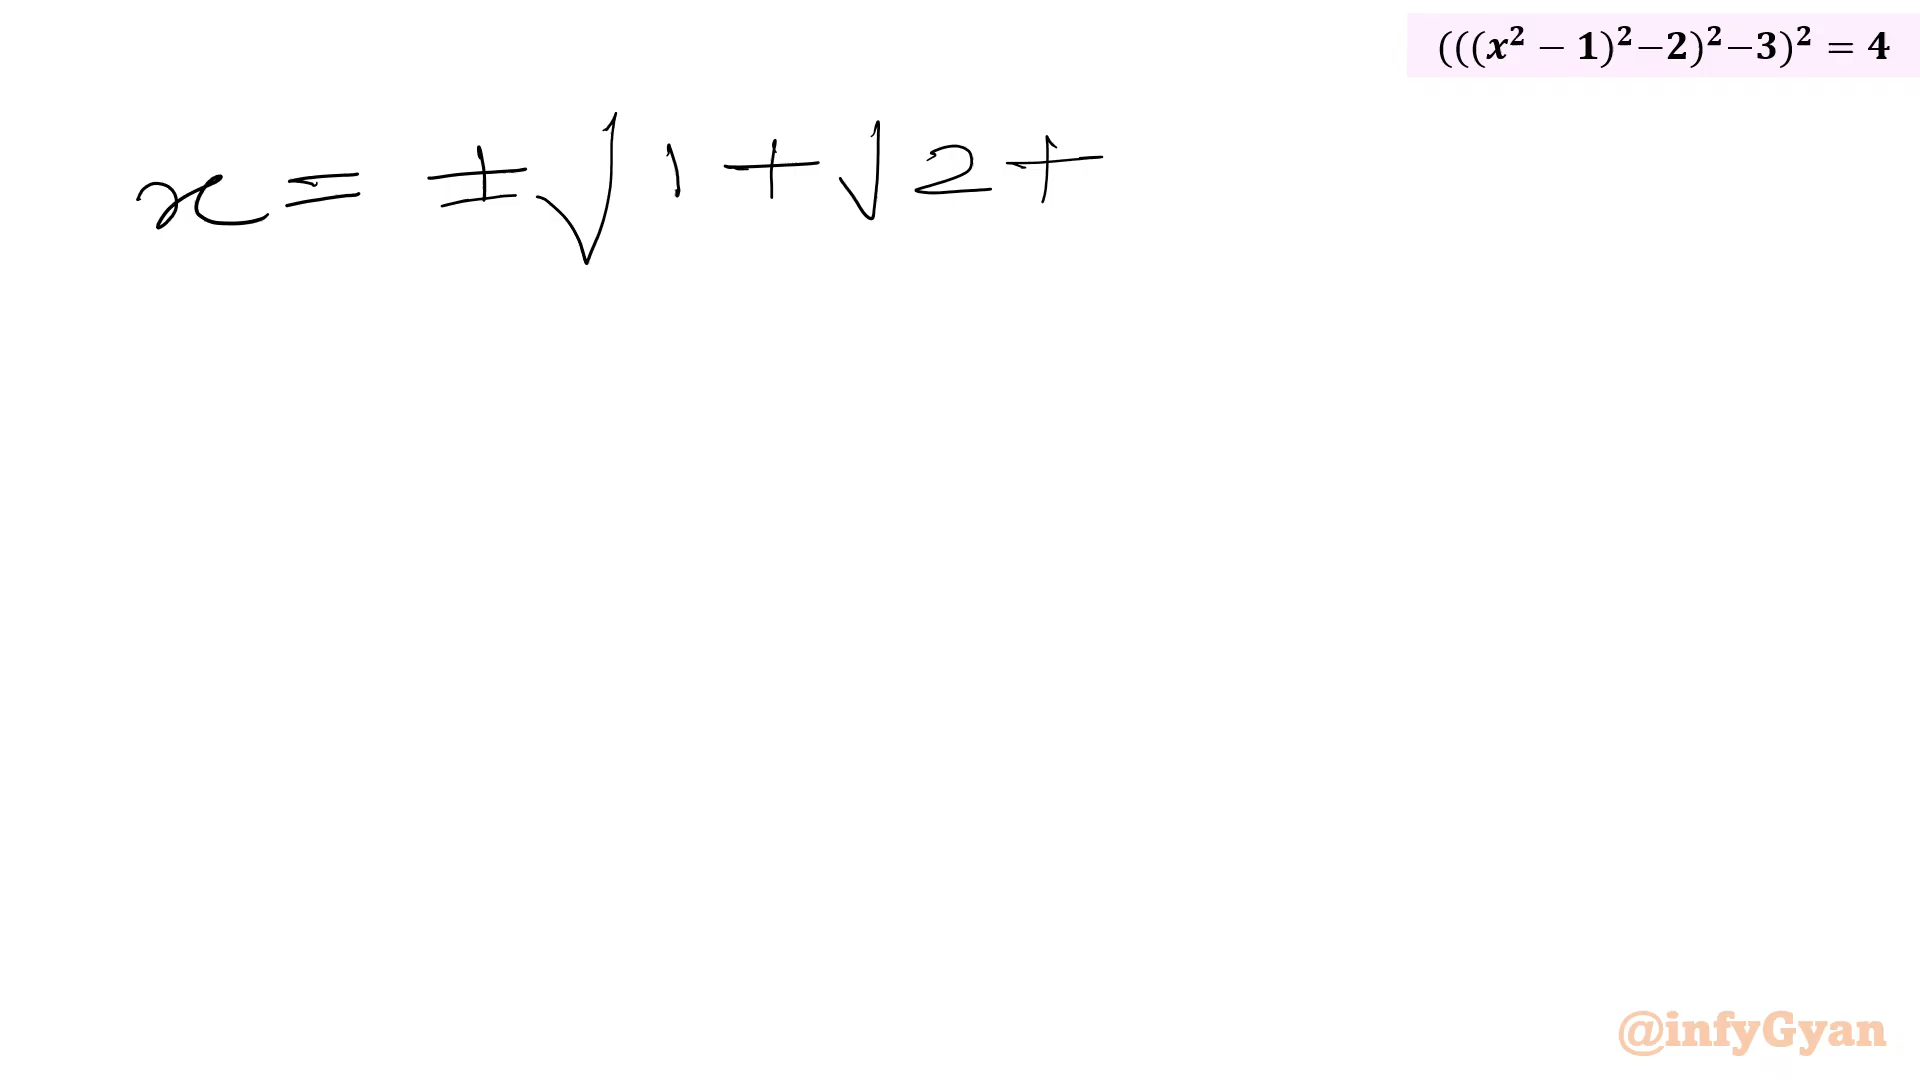 (((x² − 1)²−2)²−3)² = 4
x = ±√1 + √2 +
@infyGyan